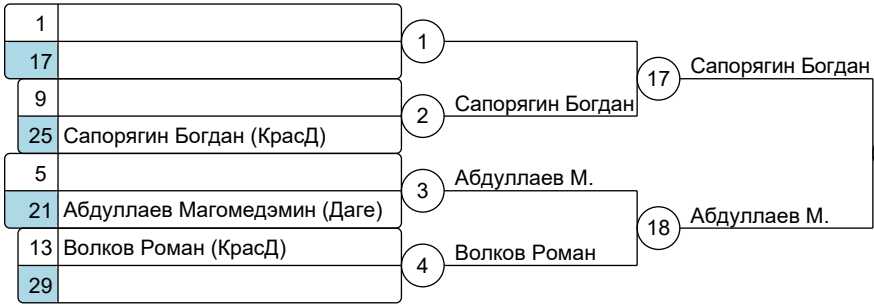 1
17
1
9
25 Сапорягин Богдан (КрасД)
2
Сапорягин Богдан
17
Сапорягин Богдан
5
21 Абдуллаев Магомедэмин (Даге)
3
Абдуллаев М.
13 Волков Роман (КрасД)
29
4
Волков Роман
18
Абдуллаев М.